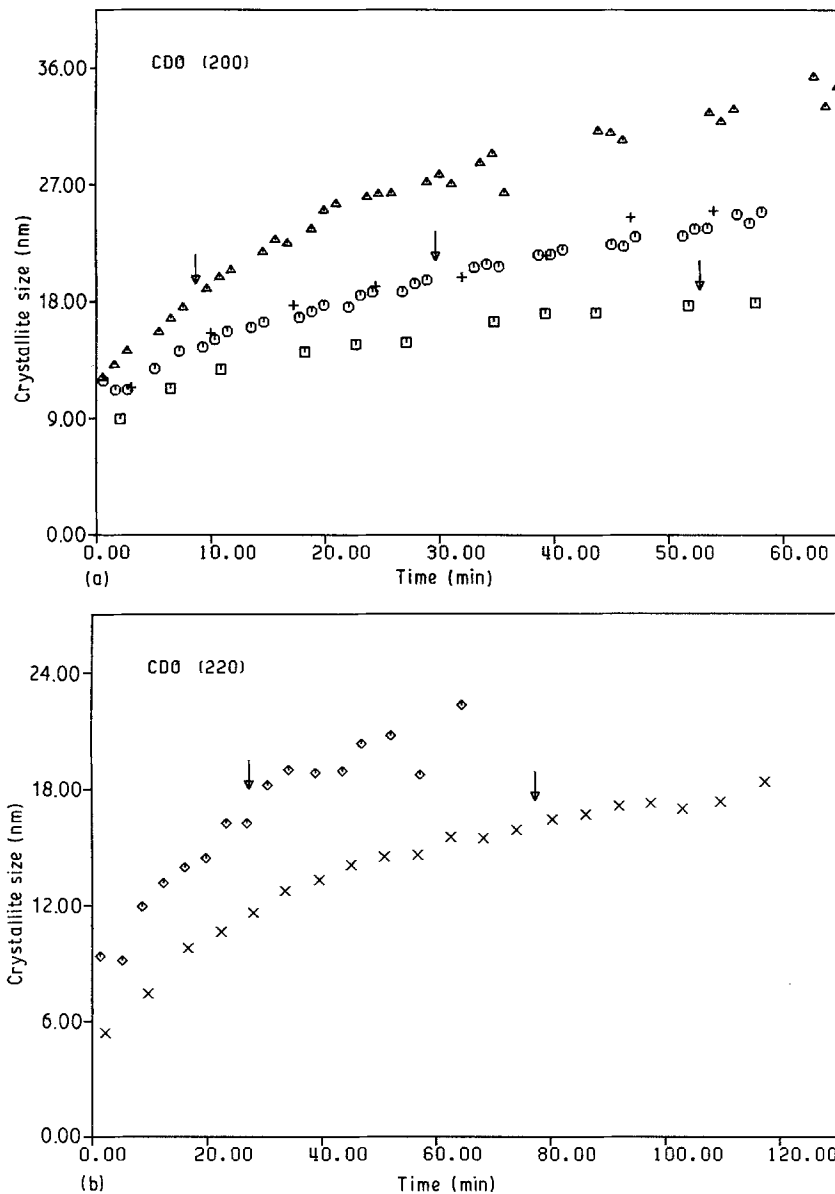 CDO (200)
Crystallite size (nm)
36.00
27.00
18.00
9.00
0.00
0.00 10.00 20.00 30.00 40.00 50.00 60.00
(a) Time (min)
CDO (220)
Crystallite size (nm)
24.00
18.00
12.00
6.00
0.00
0.00 20.00 40.00 60.00 80.00 100.00 120.00
(b) Time (min)